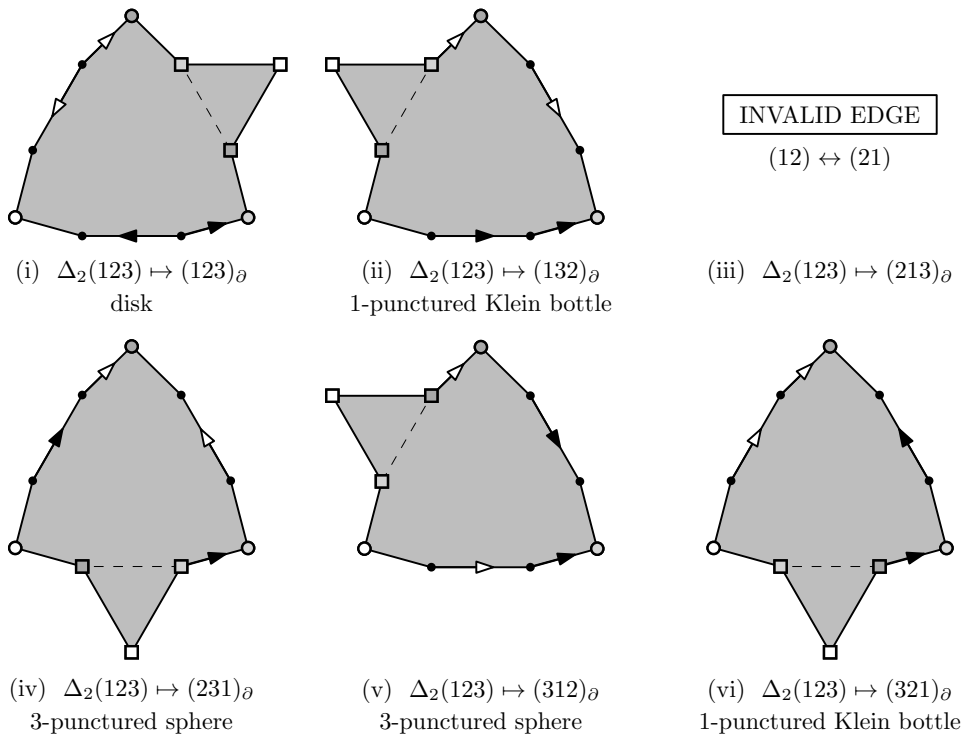 INVALID EDGE
(12) ↔ (21)
(i) Δ₂(123) ↦ (123)∂
disk
(ii) Δ₂(123) ↦ (132)∂
1-punctured Klein bottle
(iii) Δ₂(123) ↦ (213)∂
(iv) Δ₂(123) ↦ (231)∂
3-punctured sphere
(v) Δ₂(123) ↦ (312)∂
3-punctured sphere
(vi) Δ₂(123) ↦ (321)∂
1-punctured Klein bottle